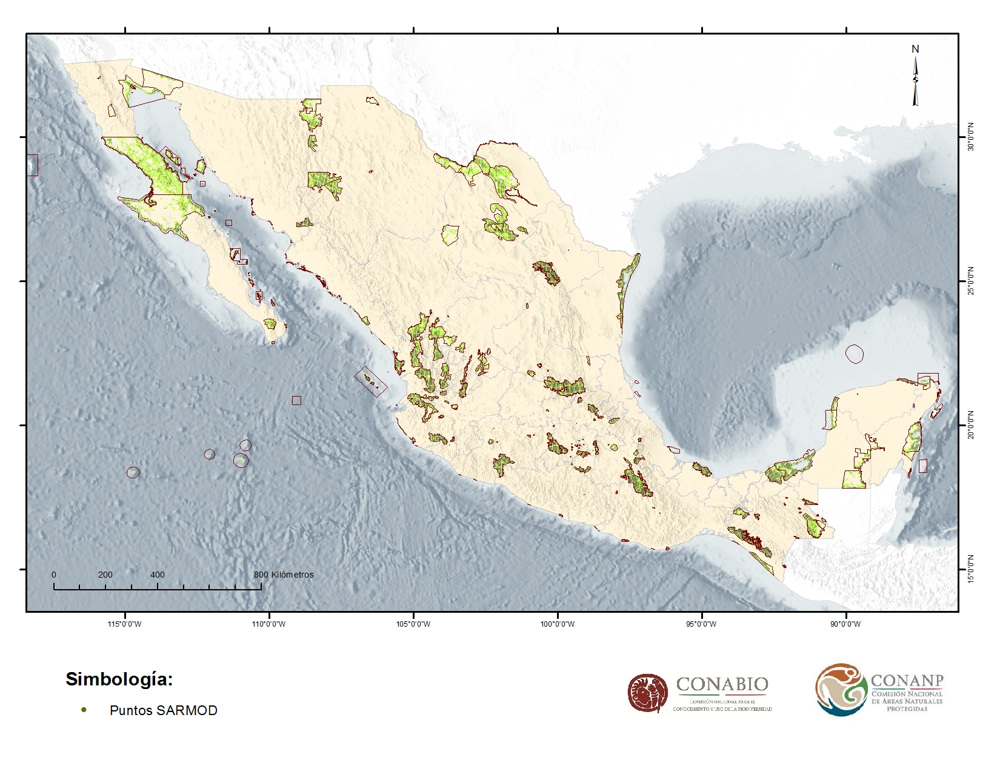 N
30°0'0"N
25°0'0"N
20°0'0"N
15°0'0"N
0 200 400 800 Kilómetros
115°0'0"W 110°0'0"W 105°0'0"W 100°0'0"W 95°0'0"W 90°0'0"W
Simbología:
Puntos SARMOD
CONABIO
COMISIÓN NACIONAL PARA EL
CONOCIMIENTO Y USO DE LA BIODIVERSIDAD
CONANP
COMISIÓN NACIONAL
DE ÁREAS NATURALES
PROTEGIDAS